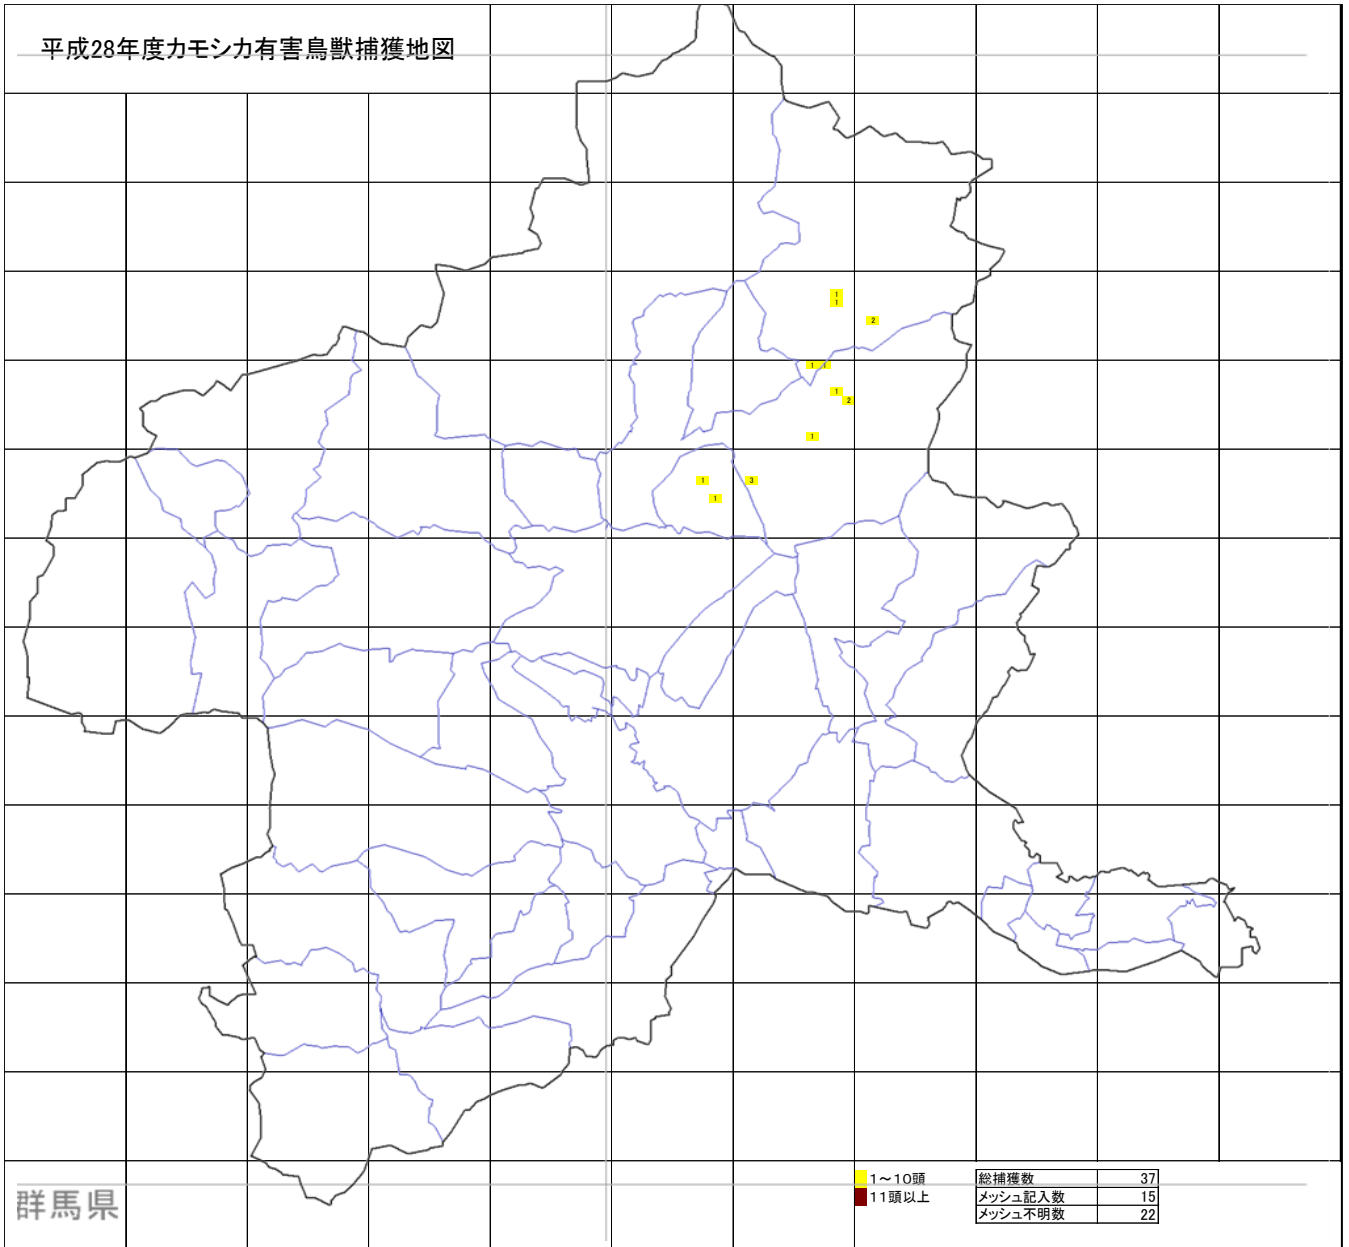 平成28年度カモシカ有害鳥獣捕獲地図
1
1
2
1 1
1
2
1
1 3
1
1～10頭
11頭以上
総捕獲数 37
メッシュ記入数 15
メッシュ不明数 22
群馬県